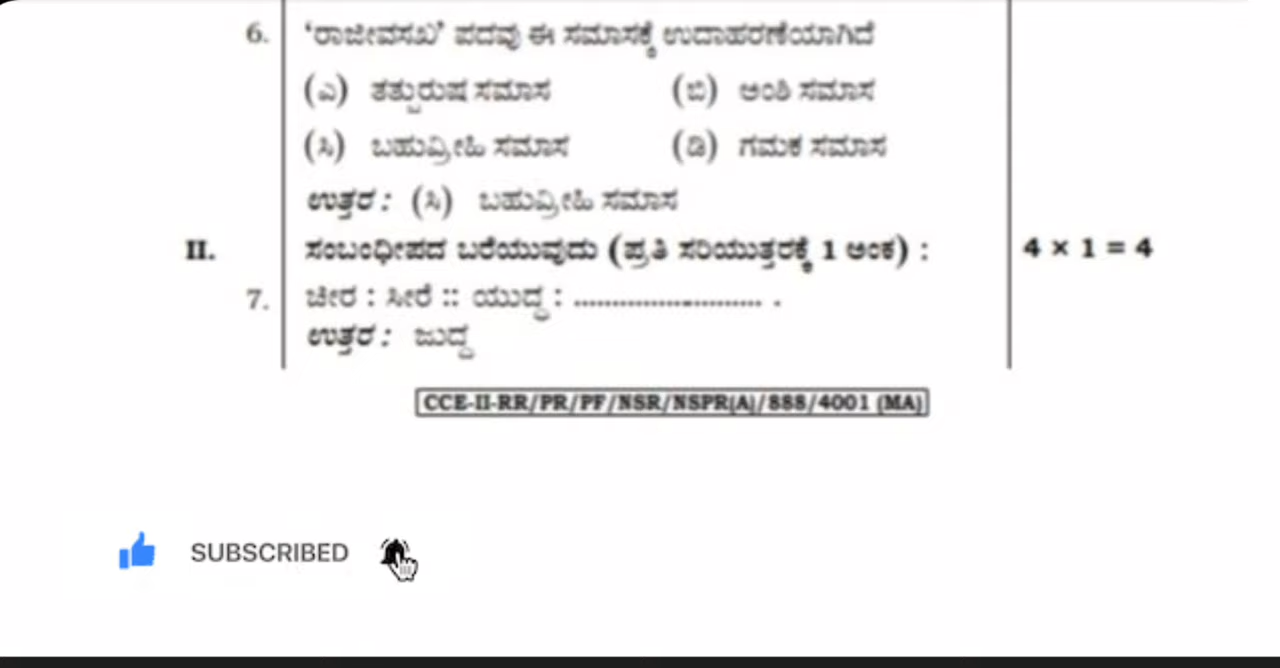 6. 'ರಾಜೀವಸಖ' ಪದವು ಈ ಸಮಾಸಕ್ಕೆ ಉದಾಹರಣೆಯಾಗಿದೆ
(ಎ) ತತ್ಪುರುಷ ಸಮಾಸ (ಬಿ) ಅಂಶಿ ಸಮಾಸ
(ಸಿ) ಬಹುವ್ರೀಹಿ ಸಮಾಸ (ಡಿ) ಗಮಕ ಸಮಾಸ
ಉತ್ತರ : (ಸಿ) ಬಹುವ್ರೀಹಿ ಸಮಾಸ
II. ಸಂಬಂಧೀಪದ ಬರೆಯುವುದು (ಪ್ರತಿ ಸರಿಯುತ್ತರಕ್ಕೆ 1 ಅಂಕ) : 4 × 1 = 4
7. ಚೀರ : ಸೀರೆ :: ಯುದ್ಧ : ......................... .
ಉತ್ತರ : ಜುದ್ದ
CCE-II-RR/PR/PF/NSR/NSPR(A)/888/4001 (MA)
SUBSCRIBED